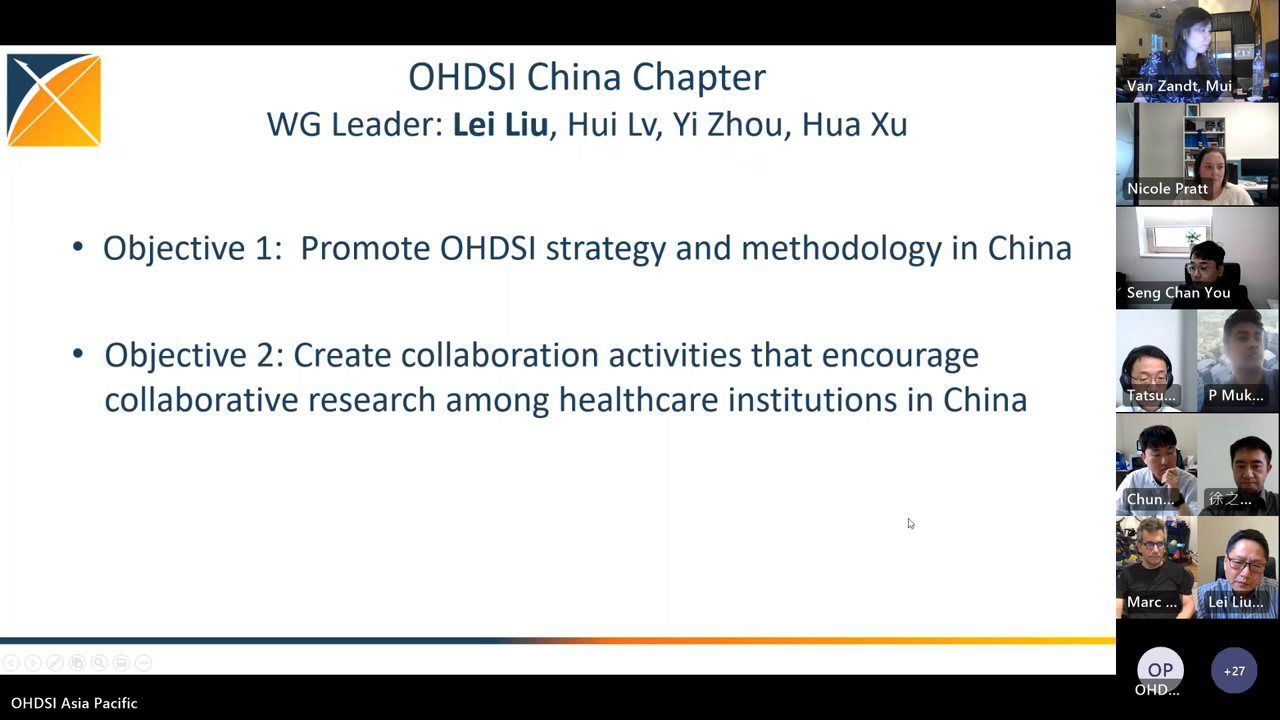 OHDSI China Chapter
WG Leader: Lei Liu, Hui Lv, Yi Zhou, Hua Xu
• Objective 1: Promote OHDSI strategy and methodology in China
• Objective 2: Create collaboration activities that encourage
collaborative research among healthcare institutions in China
OHDSI Asia Pacific
Van Zandt, Mui
Nicole Pratt
Seng Chan You
Tatsu...
P Muk...
Chun...
徐之...
Marc ...
Lei Liu...
OP
OHD...
+27